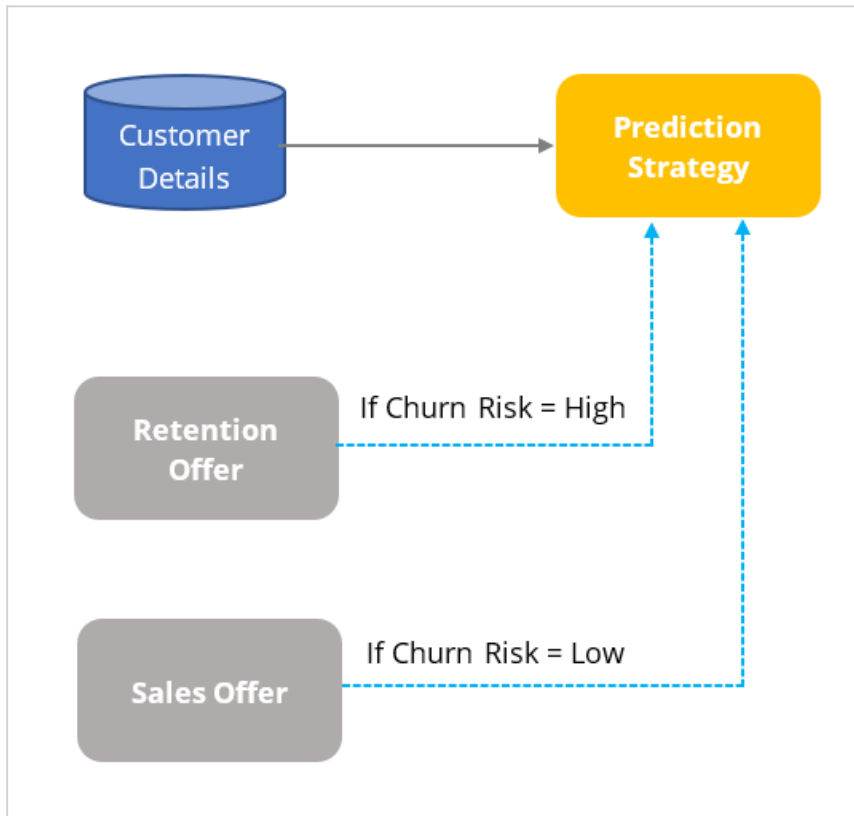 Customer
Details
Prediction
Strategy
If Churn Risk = High
Retention
Offer
If Churn Risk = Low
Sales Offer